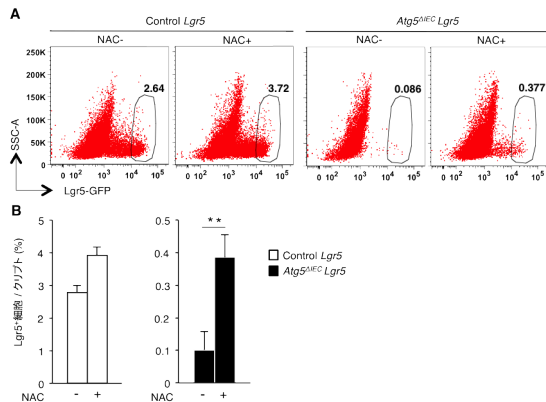 A
Control Lgr5
Atg5ΔIEC Lgr5
NAC-
NAC+
NAC-
NAC+
250K
200K
150K
100K
50K
0
SSC-A
2.64
3.72
0.086
0.377
0 10² 10³ 10⁴ 10⁵
0 10² 10³ 10⁴ 10⁵
0 10² 10³ 10⁴ 10⁵
0 10² 10³ 10⁴ 10⁵
Lgr5-GFP
B
Lgr5⁺細胞 / クリプト (%)
5
4
3
2
1
0
NAC - +
0.5
0.4
0.3
0.2
0.1
0
**
NAC - +
Control Lgr5
Atg5ΔIEC Lgr5